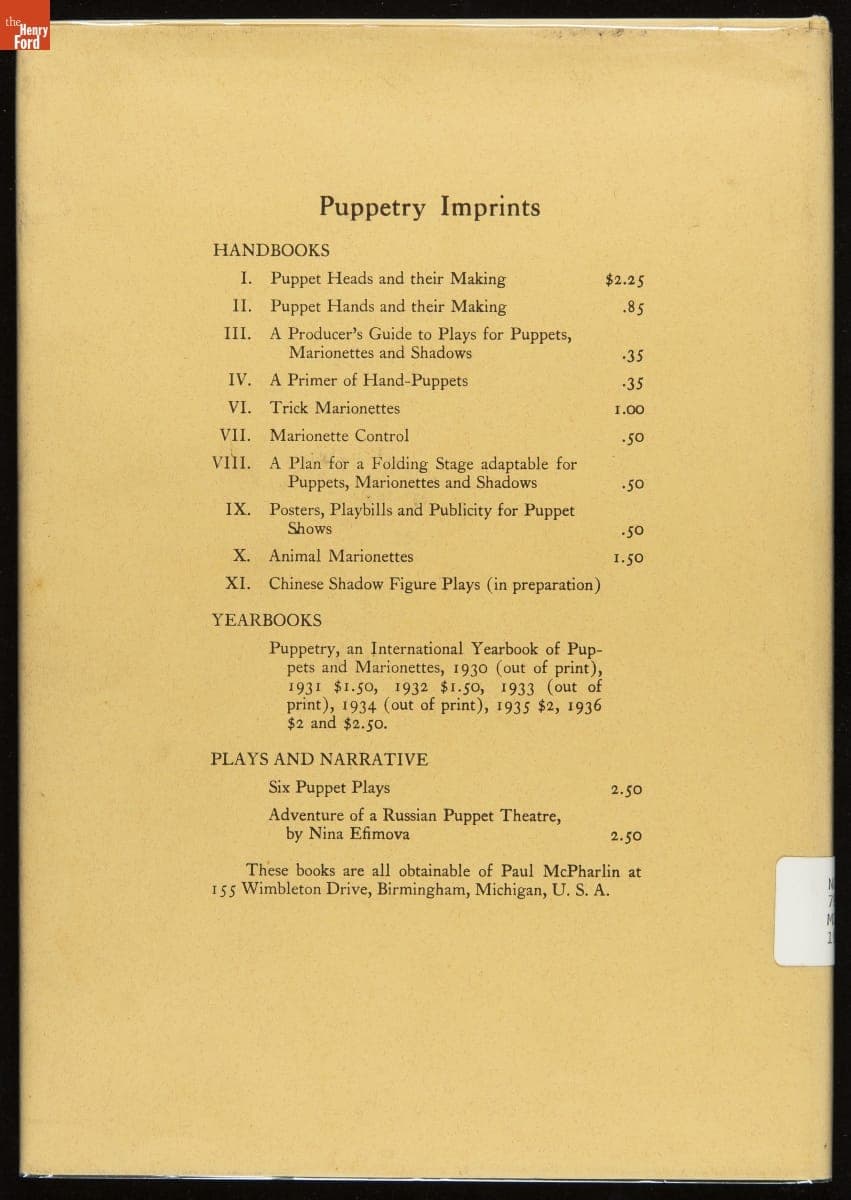 the
Henry
Ford
Puppetry Imprints
HANDBOOKS
I. Puppet Heads and their Making $2.25
II. Puppet Hands and their Making .85
III. A Producer's Guide to Plays for Puppets,
Marionettes and Shadows .35
IV. A Primer of Hand-Puppets .35
VI. Trick Marionettes 1.00
VII. Marionette Control .50
VIII. A Plan for a Folding Stage adaptable for
Puppets, Marionettes and Shadows .50
IX. Posters, Playbills and Publicity for Puppet
Shows .50
X. Animal Marionettes 1.50
XI. Chinese Shadow Figure Plays (in preparation)
YEARBOOKS
Puppetry, an International Yearbook of Pup-
pets and Marionettes, 1930 (out of print),
1931 $1.50, 1932 $1.50, 1933 (out of
print), 1934 (out of print), 1935 $2, 1936
$2 and $2.50.
PLAYS AND NARRATIVE
Six Puppet Plays 2.50
Adventure of a Russian Puppet Theatre,
by Nina Efimova 2.50
These books are all obtainable of Paul McPharlin at
155 Wimbleton Drive, Birmingham, Michigan, U. S. A.